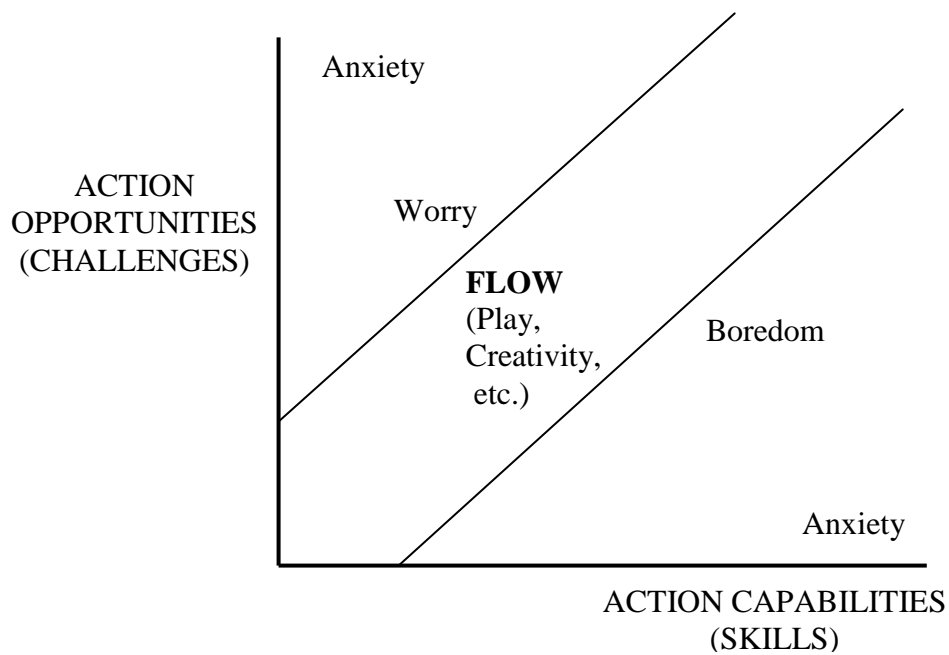 Anxiety
ACTION
OPPORTUNITIES
(CHALLENGES)
Worry
FLOW
(Play,
Creativity,
etc.)
Boredom
Anxiety
ACTION CAPABILITIES
(SKILLS)